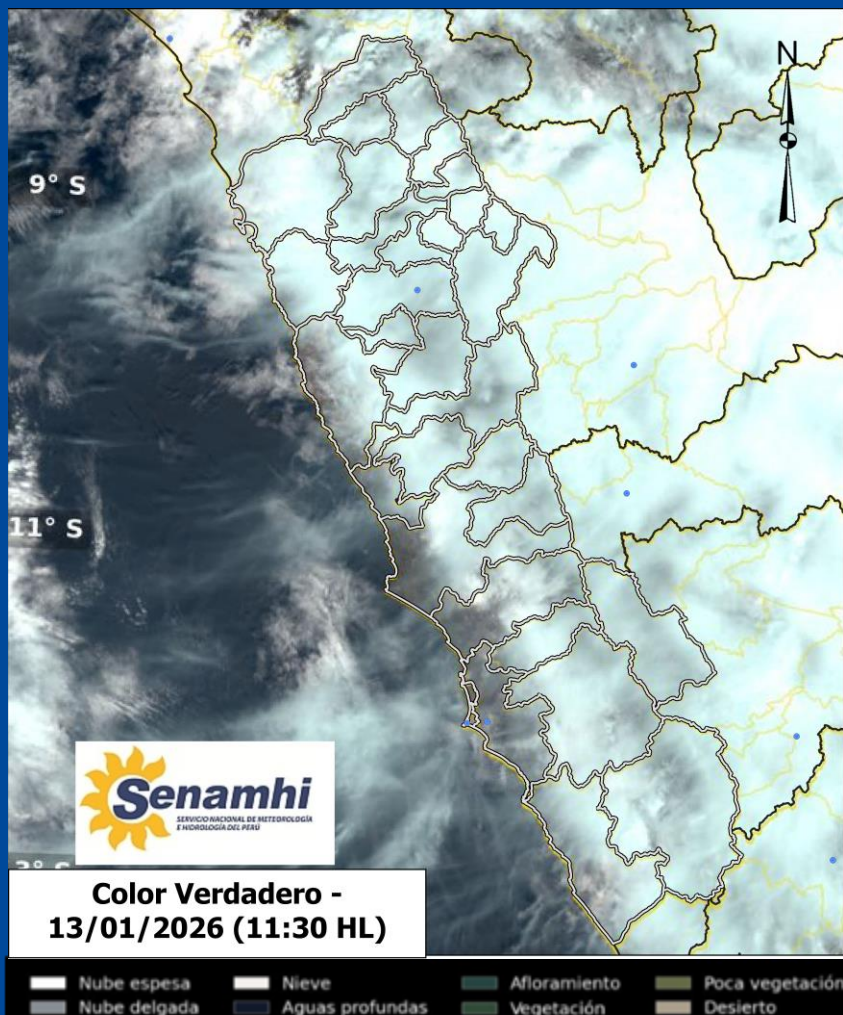 N
9° S
11° S
Senamhi
SERVICIO NACIONAL DE METEOROLOGÍA
E HIDROLOGÍA DEL PERÚ
Color Verdadero -
13/01/2026 (11:30 HL)
Nube espesa
Nieve
Afloramiento
Poca vegetación
Nube delgada
Aguas profundas
Vegetación
Desierto